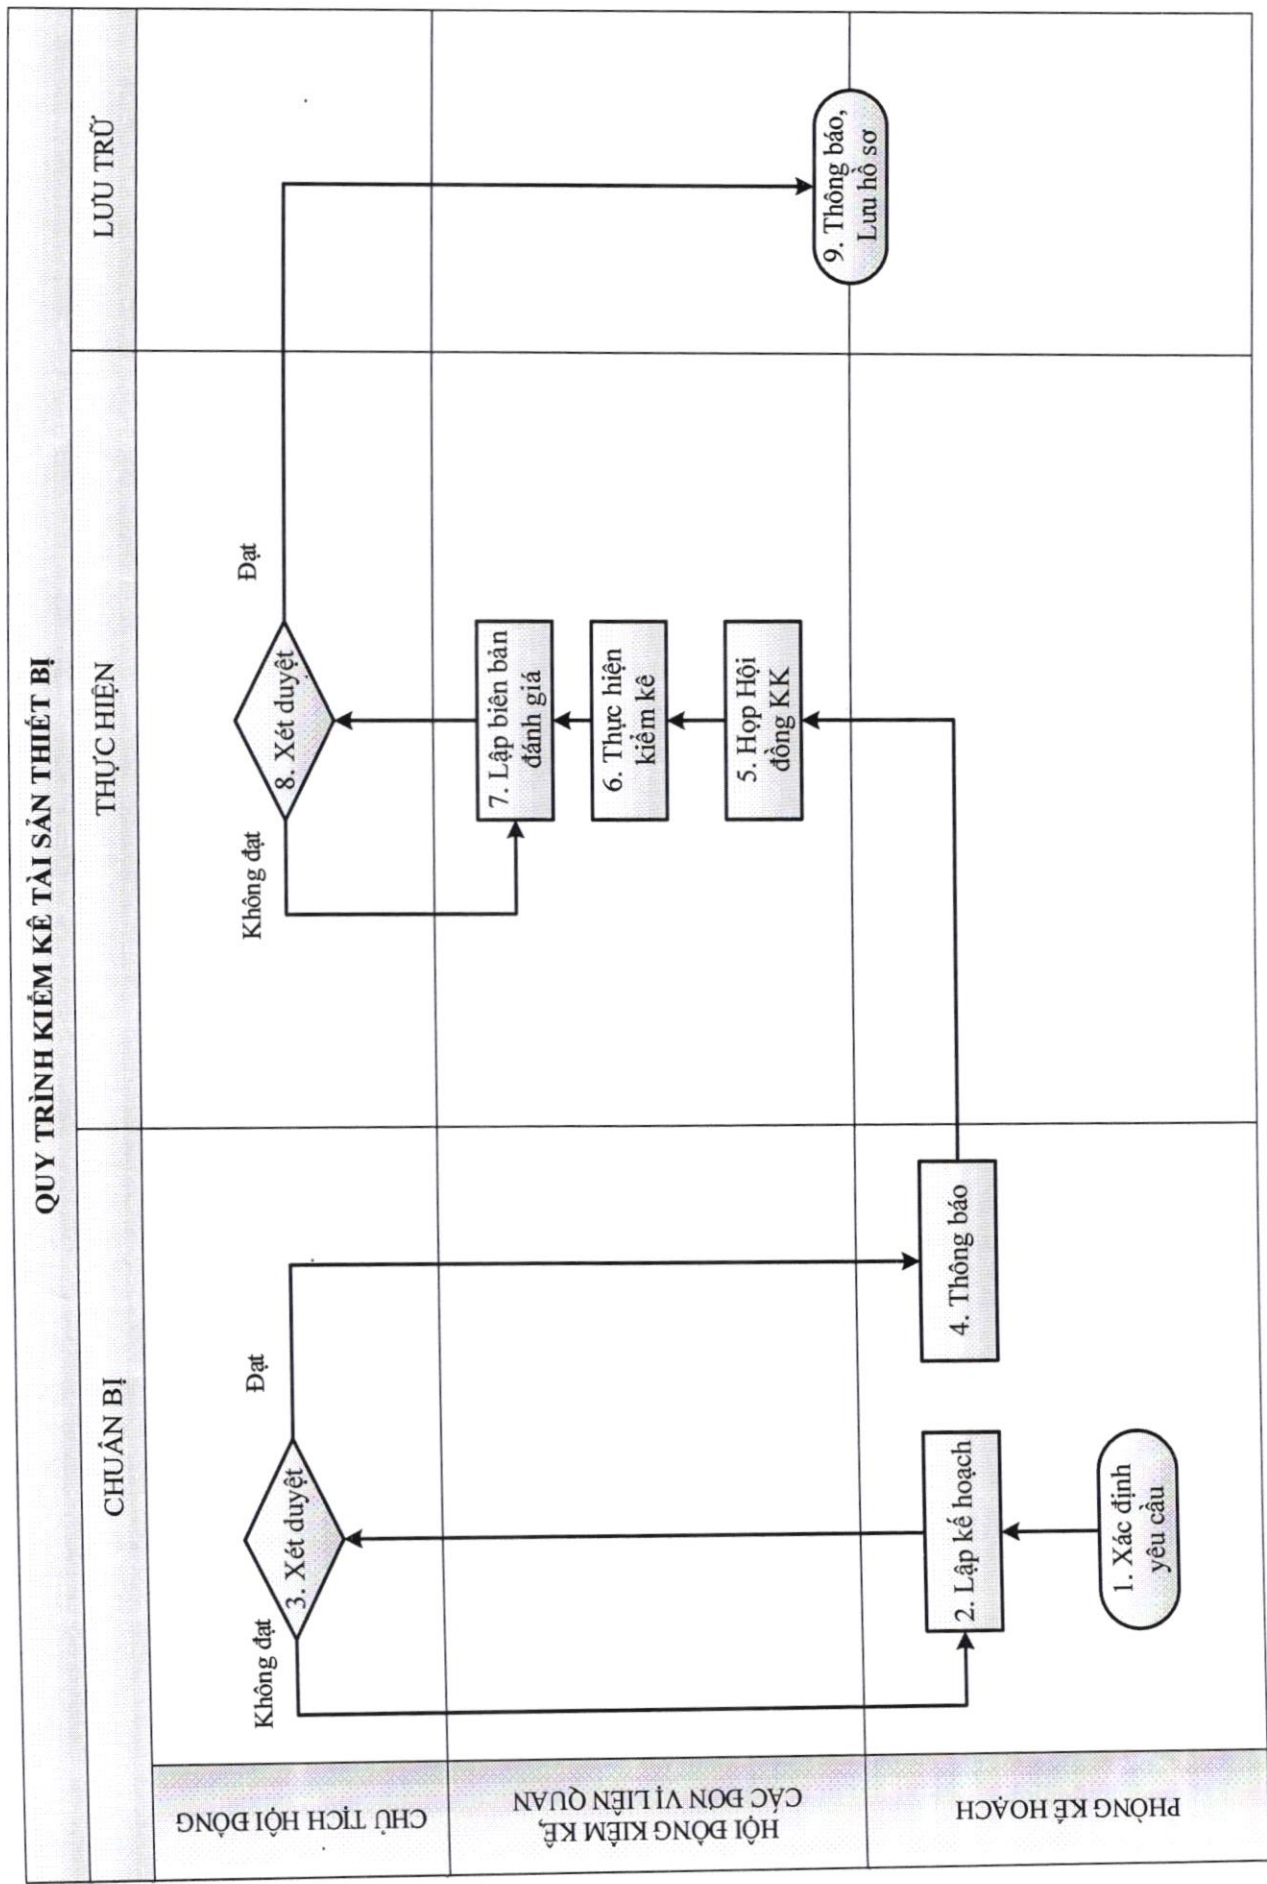 QUY TRÌNH KIỂM KÊ TÀI SẢN THIẾT BỊ
CHUẨN BỊ
THỰC HIỆN
LƯU TRỮ
CHỦ TỊCH HỘI ĐỒNG
Không đạt
3. Xét duyệt
Đạt
Không đạt
8. Xét duyệt
Đạt
HỘI ĐỒNG KIỂM KÊ,
CÁC ĐƠN VỊ LIÊN QUAN
7. Lập biên bản
đánh giá
6. Thực hiện
kiểm kê
5. Họp Hội
đồng KK
9. Thông báo,
Lưu hồ sơ
PHÒNG KẾ HOẠCH
2. Lập kế hoạch
4. Thông báo
1. Xác định
yêu cầu